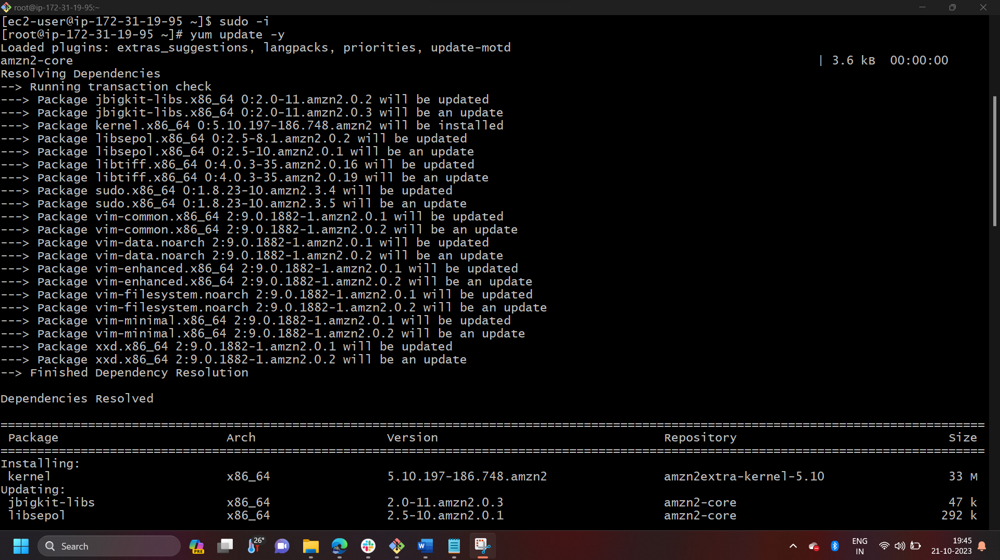 root@ip-172-31-19-95:~
[ec2-user@ip-172-31-19-95 ~]$ sudo -i
[root@ip-172-31-19-95 ~]# yum update -y
Loaded plugins: extras_suggestions, langpacks, priorities, update-motd
amzn2-core | 3.6 kB 00:00:00
Resolving Dependencies
--> Running transaction check
---> Package jbigkit-libs.x86_64 0:2.0-11.amzn2.0.2 will be updated
---> Package jbigkit-libs.x86_64 0:2.0-11.amzn2.0.3 will be an update
---> Package kernel.x86_64 0:5.10.197-186.748.amzn2 will be installed
---> Package libsepol.x86_64 0:2.5-8.1.amzn2.0.2 will be updated
---> Package libsepol.x86_64 0:2.5-10.amzn2.0.1 will be an update
---> Package libtiff.x86_64 0:4.0.3-35.amzn2.0.16 will be updated
---> Package libtiff.x86_64 0:4.0.3-35.amzn2.0.19 will be an update
---> Package sudo.x86_64 0:1.8.23-10.amzn2.3.4 will be updated
---> Package sudo.x86_64 0:1.8.23-10.amzn2.3.5 will be an update
---> Package vim-common.x86_64 2:9.0.1882-1.amzn2.0.1 will be updated
---> Package vim-common.x86_64 2:9.0.1882-1.amzn2.0.2 will be an update
---> Package vim-data.noarch 2:9.0.1882-1.amzn2.0.1 will be updated
---> Package vim-data.noarch 2:9.0.1882-1.amzn2.0.2 will be an update
---> Package vim-enhanced.x86_64 2:9.0.1882-1.amzn2.0.1 will be updated
---> Package vim-enhanced.x86_64 2:9.0.1882-1.amzn2.0.2 will be an update
---> Package vim-filesystem.noarch 2:9.0.1882-1.amzn2.0.1 will be updated
---> Package vim-filesystem.noarch 2:9.0.1882-1.amzn2.0.2 will be an update
---> Package vim-minimal.x86_64 2:9.0.1882-1.amzn2.0.1 will be updated
---> Package vim-minimal.x86_64 2:9.0.1882-1.amzn2.0.2 will be an update
---> Package xxd.x86_64 2:9.0.1882-1.amzn2.0.1 will be updated
---> Package xxd.x86_64 2:9.0.1882-1.amzn2.0.2 will be an update
--> Finished Dependency Resolution
Dependencies Resolved
Package Arch Version Repository Size
Installing:
kernel x86_64 5.10.197-186.748.amzn2 amzn2extra-kernel-5.10 33 M
Updating:
jbigkit-libs x86_64 2.0-11.amzn2.0.3 amzn2-core 47 k
libsepol x86_64 2.5-10.amzn2.0.1 amzn2-core 292 k
Search PRE 26° W ENG 19:45
IN 21-10-2023